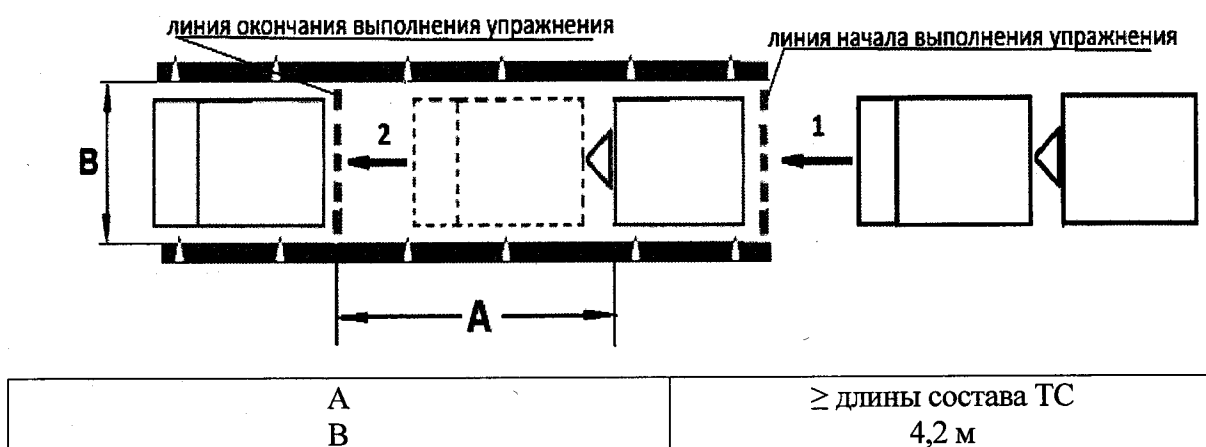 линия окончания выполнения упражнения
линия начала выполнения упражнения
2
1
В
А
А
≥ длины состава ТС
В
4,2 м